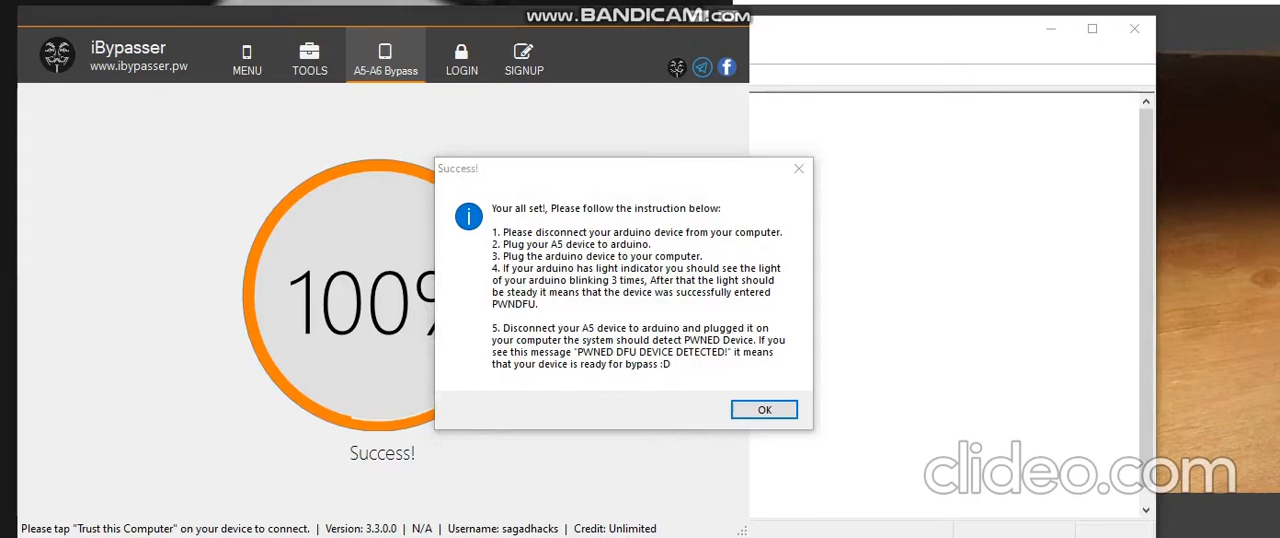 www.BANDICAM.com
iBypasser
www.ibypasser.pw
MENU
TOOLS
A5-A6 Bypass
LOGIN
SIGNUP
Success!
Your all set!, Please follow the instruction below:
1. Please disconnect your arduino device from your computer.
2. Plug your A5 device to arduino.
3. Plug the arduino device to your computer.
4. If your arduino has light indicator you should see the light
of your arduino blinking 3 times, After that the light should
be steady it means that the device was successfully entered
PWNDFU.
5. Disconnect your A5 device to arduino and plugged it on
your computer the system should detect PWNED Device. If you
see this message "PWNED DFU DEVICE DETECTED!" it means
that your device is ready for bypass :D
OK
100%
Success!
clideo.com
Please tap "Trust this Computer" on your device to connect. | Version: 3.3.0.0 | N/A | Username: sagadhacks | Credit: Unlimited